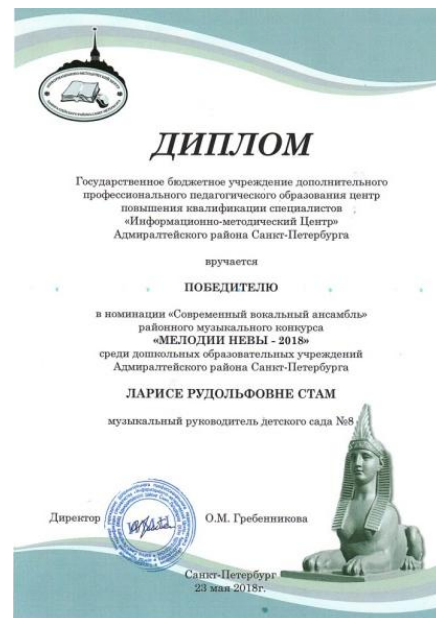 ДИПЛОМ
Государственное бюджетное учреждение дополнительного
профессионального педагогического образования центр
повышения квалификации специалистов
«Информационно-методический Центр»
Адмиралтейского района Санкт-Петербурга
вручается
ПОБЕДИТЕЛЮ
в номинации «Современный вокальный ансамбль»
районного музыкального конкурса
«МЕЛОДИИ НЕВЫ - 2018»
среди дошкольных образовательных учреждений
Адмиралтейского района Санкт-Петербурга
ЛАРИСЕ РУДОЛЬФОВНЕ СТАМ
музыкальный руководитель детского сада №8
Директор О.М. Гребенникова
Санкт-Петербург
23 мая 2018г.